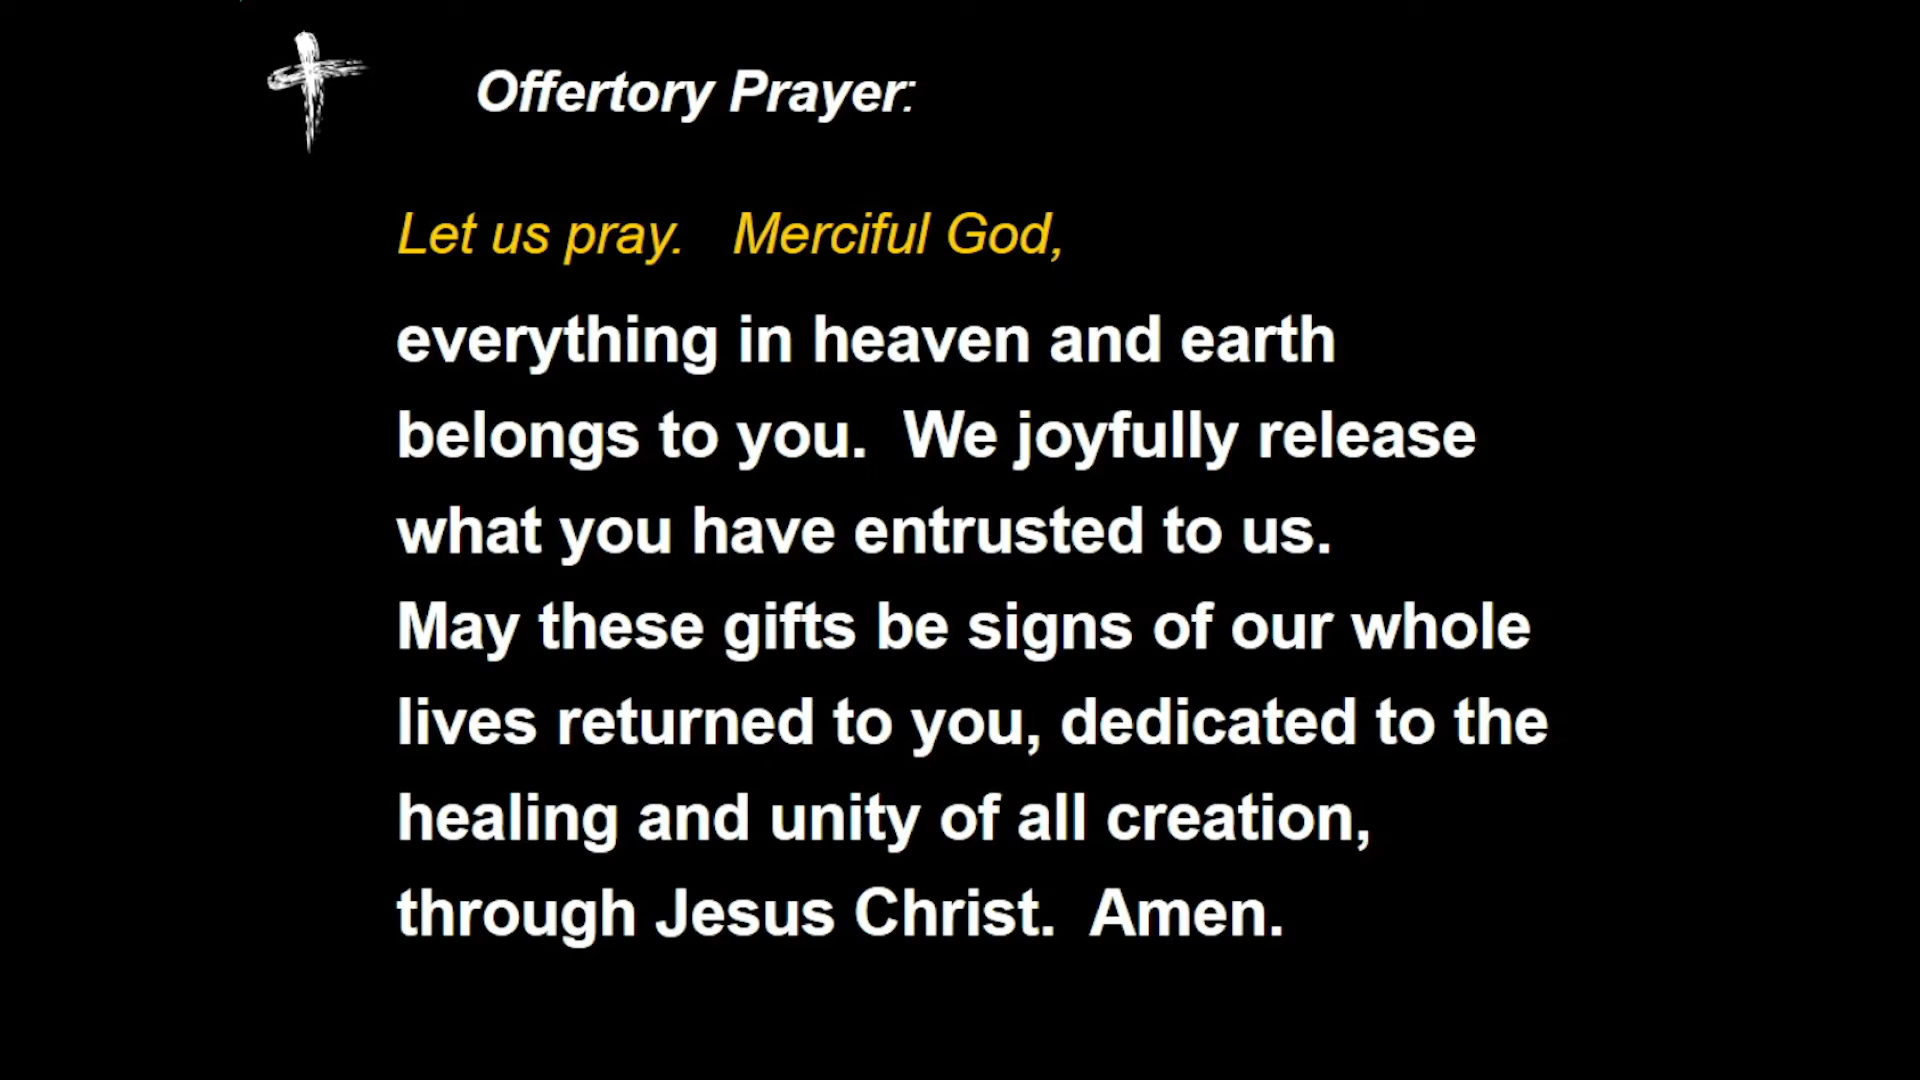 Offertory Prayer:
Let us pray.   Merciful God,
everything in heaven and earth
belongs to you.  We joyfully release
what you have entrusted to us.
May these gifts be signs of our whole
lives returned to you, dedicated to the
healing and unity of all creation,
through Jesus Christ.  Amen.